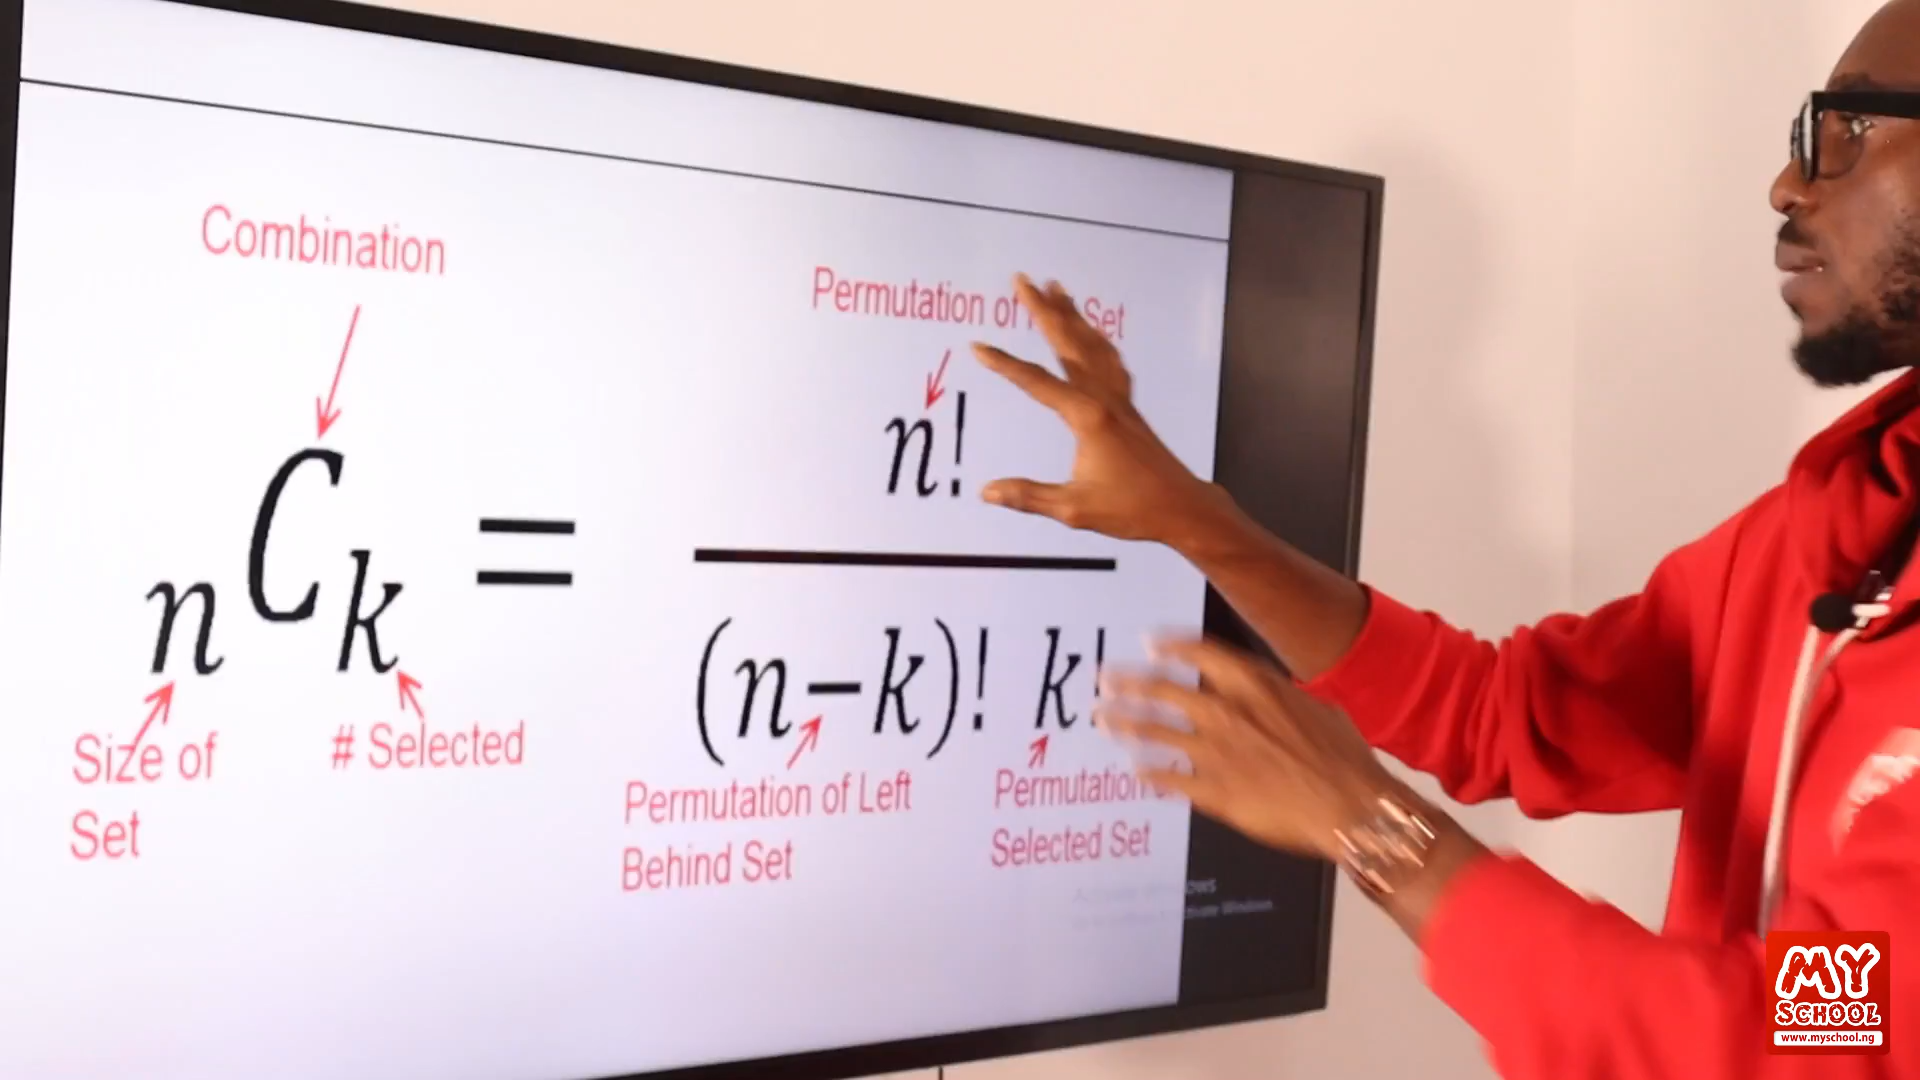 Combination
Permutation of Set
nCk = n! / (n-k)! k!
Size of
Set
# Selected
Permutation of Left
Behind Set
Permutation
Selected Set
MY
SCHOOL
www.myschool.ng